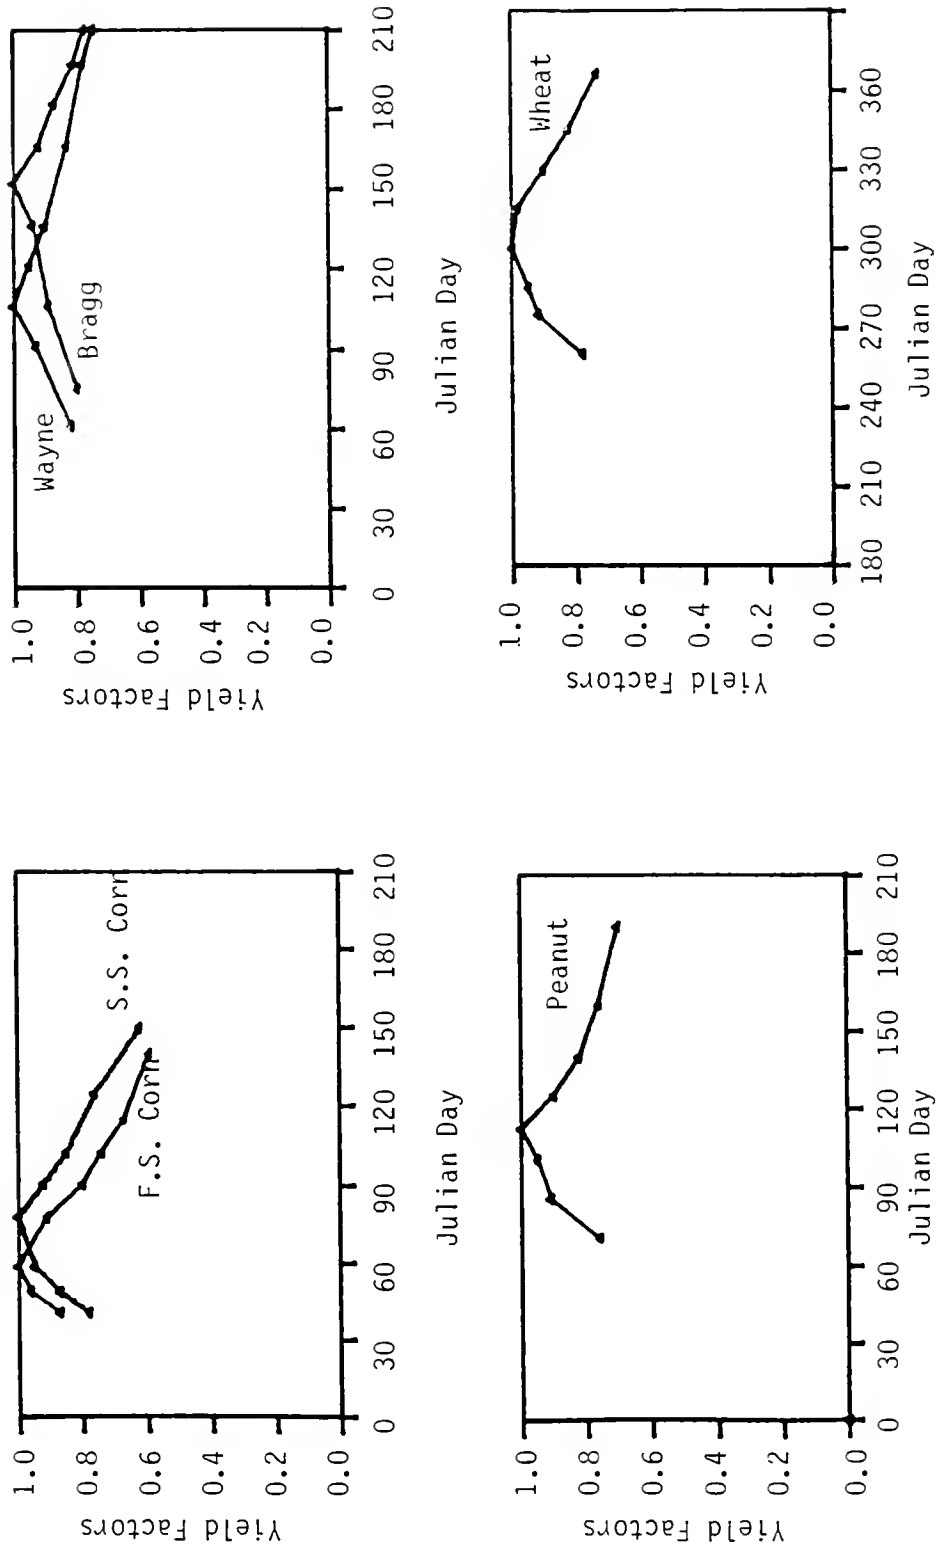 Yield Factors
1.0
0.8
0.6
0.4
0.2
0.0
S.S. Corn
F.S. Corn
0 30 60 90 120 150 180 210
Julian Day
Yield Factors
1.0
0.8
0.6
0.4
0.2
0.0
Wayne
Bragg
0 30 60 90 120 150 180 210
Julian Day
Yield Factors
1.0
0.8
0.6
0.4
0.2
0.0
Peanut
0 30 60 90 120 150 180 210
Julian Day
Yield Factors
1.0
0.8
0.6
0.4
0.2
0.0
Wheat
180 210 240 270 300 330 360
Julian Day